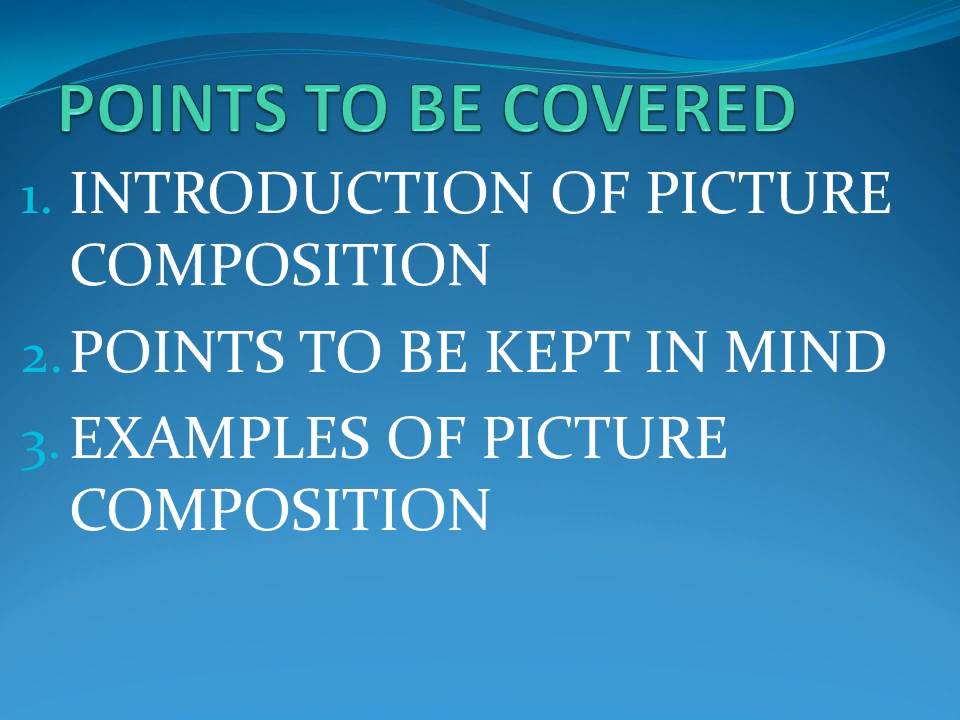 POINTS TO BE COVERED
1. INTRODUCTION OF PICTURE
COMPOSITION
2. POINTS TO BE KEPT IN MIND
3. EXAMPLES OF PICTURE
COMPOSITION